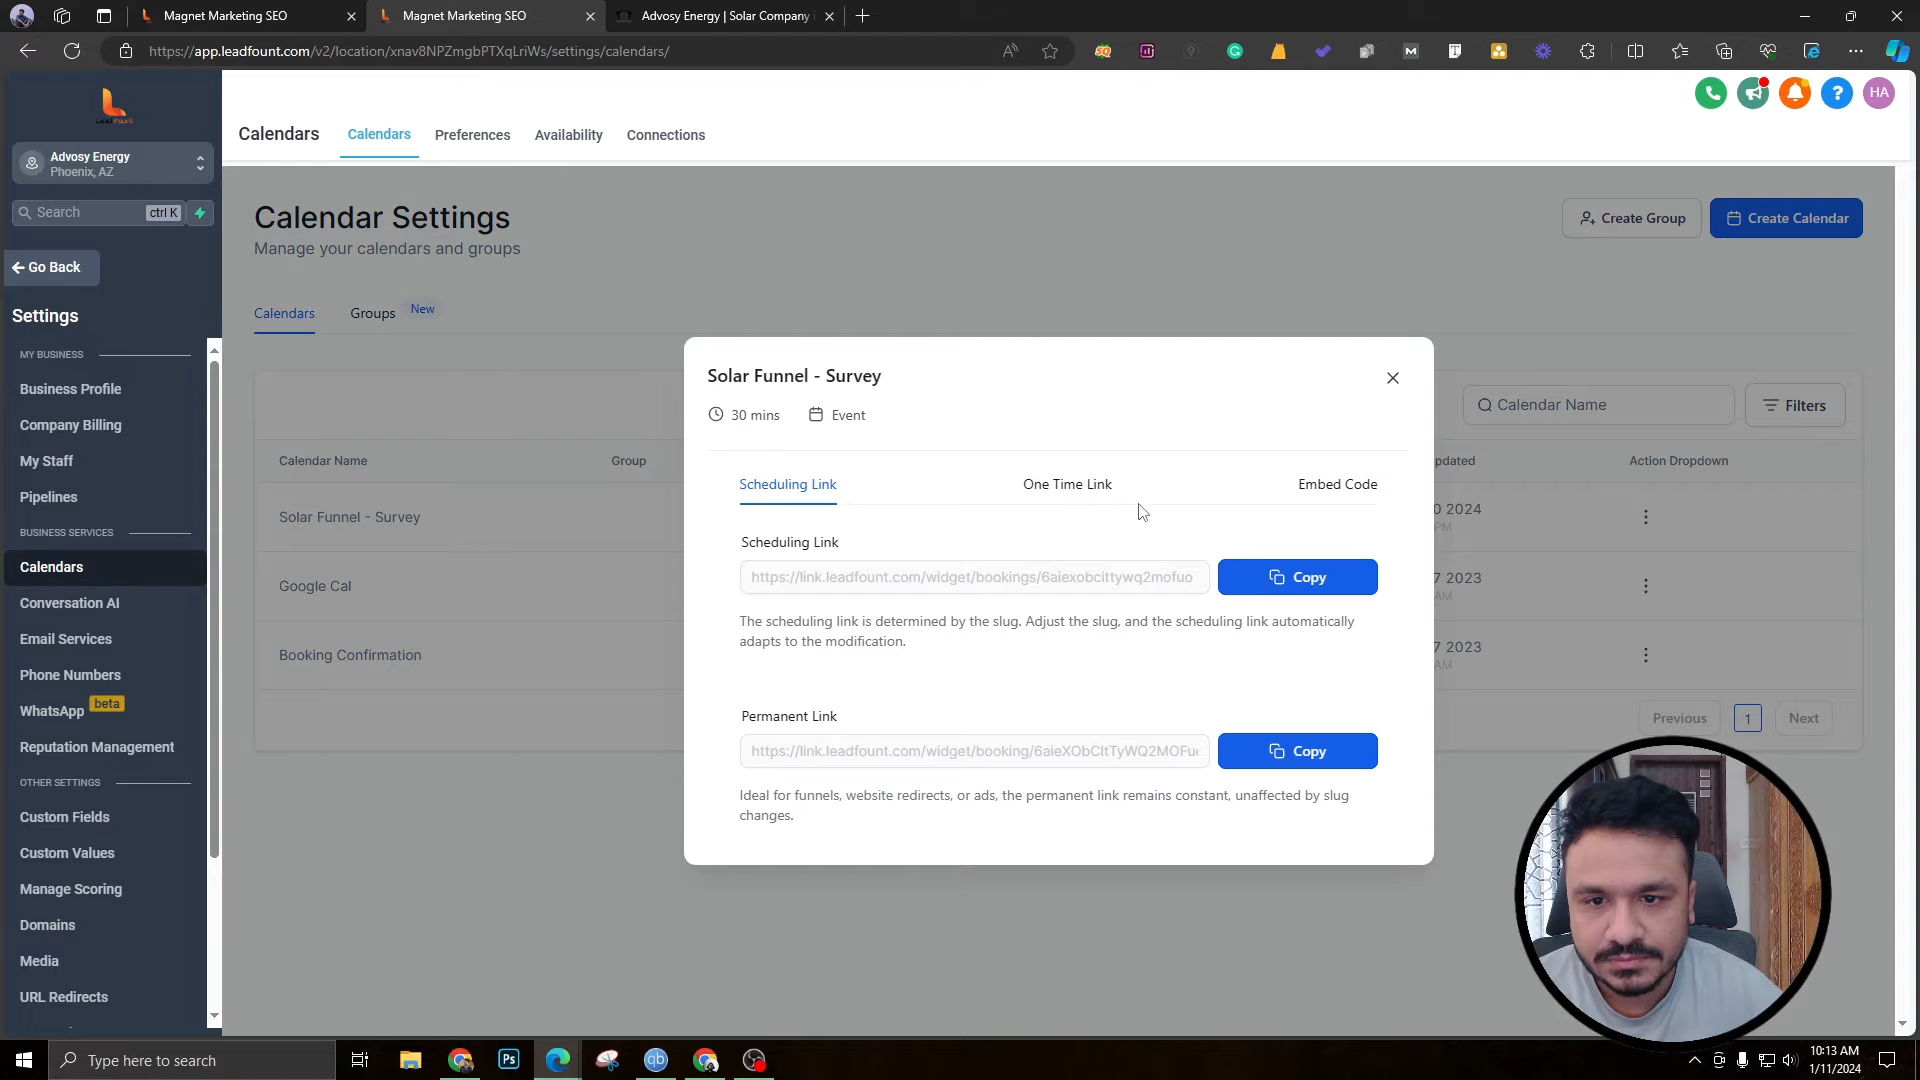 Magnet Marketing SEO
Magnet Marketing SEO
Advosy Energy | Solar Company
https://app.leadfount.com/v2/location/xnav8NPZmgbPTXqLriWs/settings/calendars/
HA
Calendars
Calendars
Preferences
Availability
Connections
Advosy Energy
Phoenix, AZ
Search
ctrl K
Go Back
Settings
MY BUSINESS
Business Profile
Company Billing
My Staff
Pipelines
BUSINESS SERVICES
Calendars
Conversation AI
Email Services
Phone Numbers
WhatsApp
beta
Reputation Management
OTHER SETTINGS
Custom Fields
Custom Values
Manage Scoring
Domains
Media
URL Redirects
Calendar Settings
Manage your calendars and groups
Create Group
Create Calendar
Calendars
Groups
New
Calendar Name
Filters
Calendar Name
Group
pdated
Action Dropdown
Solar Funnel - Survey
0 2024
PM
Google Cal
7 2023
AM
Booking Confirmation
7 2023
AM
Previous
1
Next
Solar Funnel - Survey
30 mins
Event
Scheduling Link
One Time Link
Embed Code
Scheduling Link
https://link.leadfount.com/widget/bookings/6aiexobcittywq2mofuo
Copy
The scheduling link is determined by the slug. Adjust the slug, and the scheduling link automatically
adapts to the modification.
Permanent Link
https://link.leadfount.com/widget/booking/6aieXObCItTyWQ2MOFu
Copy
Ideal for funnels, website redirects, or ads, the permanent link remains constant, unaffected by slug
changes.
Type here to search
10:13 AM
1/11/2024